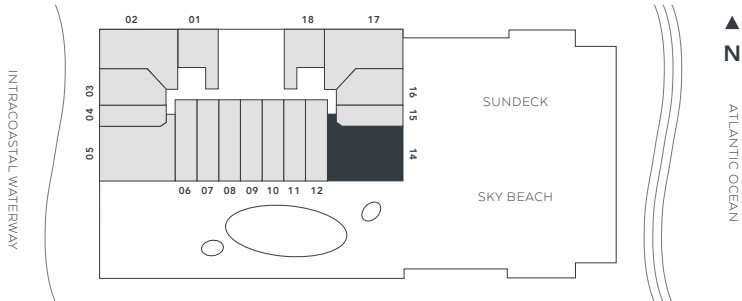 02 01 18 17
N
03
04
05
16
15
14
INTRACOASTAL WATERWAY
SUNDECK
SKY BEACH
ATLANTIC OCEAN
06 07 08 09 10 11 12